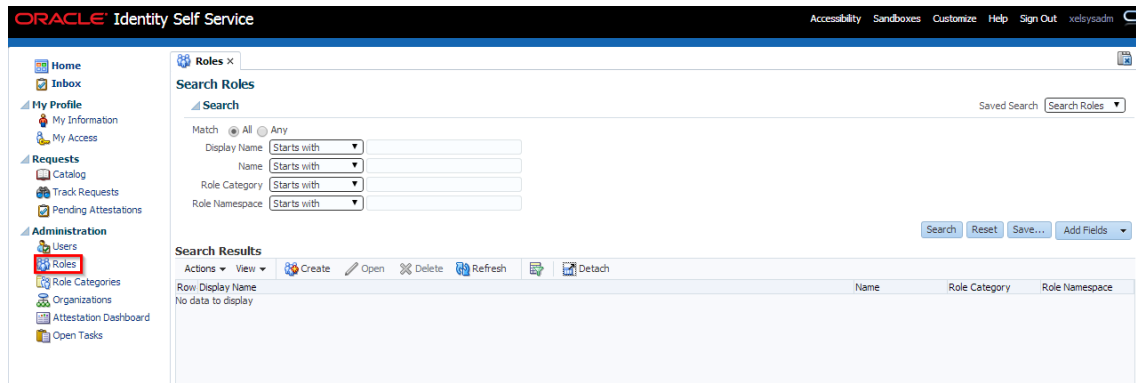 ORACLE Identity Self Service
Accessibility Sandboxes Customize Help Sign Out xelsysadm
Home
Inbox
My Profile
My Information
My Access
Requests
Catalog
Track Requests
Pending Attestations
Administration
Users
Roles
Role Categories
Organizations
Attestation Dashboard
Open Tasks
Roles ×
Search Roles
Search
Saved Search Search Roles
Match All Any
Display Name Starts with
Name Starts with
Role Category Starts with
Role Namespace Starts with
Search Reset Save... Add Fields
Search Results
Actions View Create Open Delete Refresh Detach
Row Display Name Name Role Category Role Namespace
No data to display